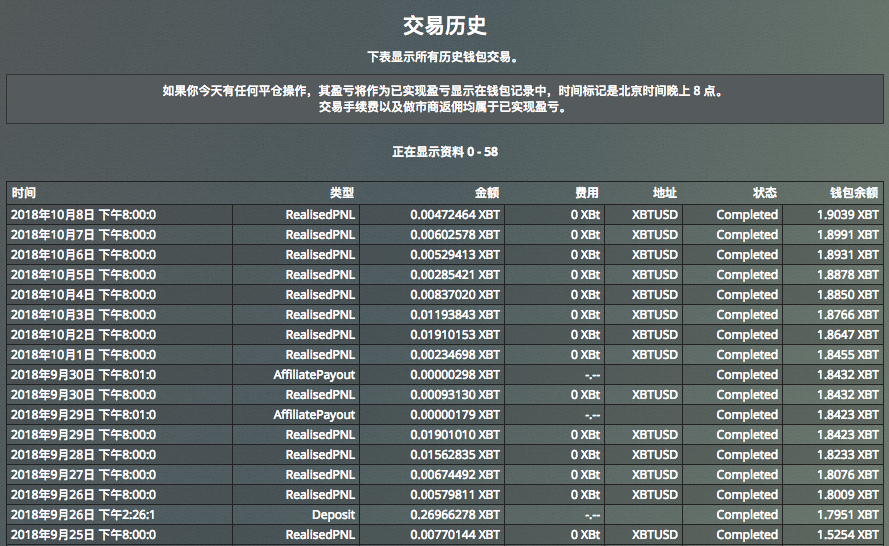 交易历史
下表显示所有历史钱包交易。
如果你今天有任何平仓操作，其盈亏将作为已实现盈亏显示在钱包记录中，时间标记是北京时间晚上 8 点。
交易手续费以及做市商返佣均属于已实现盈亏。
正在显示资料 0 - 58
时间 类型 金额 费用 地址 状态 钱包余额
2018年10月8日 下午8:00:0 RealisedPNL 0.00472464 XBT 0 XBt XBTUSD Completed 1.9039 XBT
2018年10月7日 下午8:00:0 RealisedPNL 0.00602578 XBT 0 XBt XBTUSD Completed 1.8991 XBT
2018年10月6日 下午8:00:0 RealisedPNL 0.00529413 XBT 0 XBt XBTUSD Completed 1.8931 XBT
2018年10月5日 下午8:00:0 RealisedPNL 0.00285421 XBT 0 XBt XBTUSD Completed 1.8878 XBT
2018年10月4日 下午8:00:0 RealisedPNL 0.00837020 XBT 0 XBt XBTUSD Completed 1.8850 XBT
2018年10月3日 下午8:00:0 RealisedPNL 0.01193843 XBT 0 XBt XBTUSD Completed 1.8766 XBT
2018年10月2日 下午8:00:0 RealisedPNL 0.01910153 XBT 0 XBt XBTUSD Completed 1.8647 XBT
2018年10月1日 下午8:00:0 RealisedPNL 0.00234698 XBT 0 XBt XBTUSD Completed 1.8455 XBT
2018年9月30日 下午8:01:0 AffiliatePayout 0.00000298 XBT -.-- Completed 1.8432 XBT
2018年9月30日 下午8:00:0 RealisedPNL 0.00093130 XBT 0 XBt XBTUSD Completed 1.8432 XBT
2018年9月29日 下午8:01:0 AffiliatePayout 0.00000179 XBT -.-- Completed 1.8423 XBT
2018年9月29日 下午8:00:0 RealisedPNL 0.01901010 XBT 0 XBt XBTUSD Completed 1.8423 XBT
2018年9月28日 下午8:00:0 RealisedPNL 0.01562835 XBT 0 XBt XBTUSD Completed 1.8233 XBT
2018年9月27日 下午8:00:0 RealisedPNL 0.00674492 XBT 0 XBt XBTUSD Completed 1.8076 XBT
2018年9月26日 下午8:00:0 RealisedPNL 0.00579811 XBT 0 XBt XBTUSD Completed 1.8009 XBT
2018年9月26日 下午2:26:1 Deposit 0.26966278 XBT -.-- Completed 1.7951 XBT
2018年9月25日 下午8:00:0 RealisedPNL 0.00770144 XBT 0 XBt XBTUSD Completed 1.5254 XBT